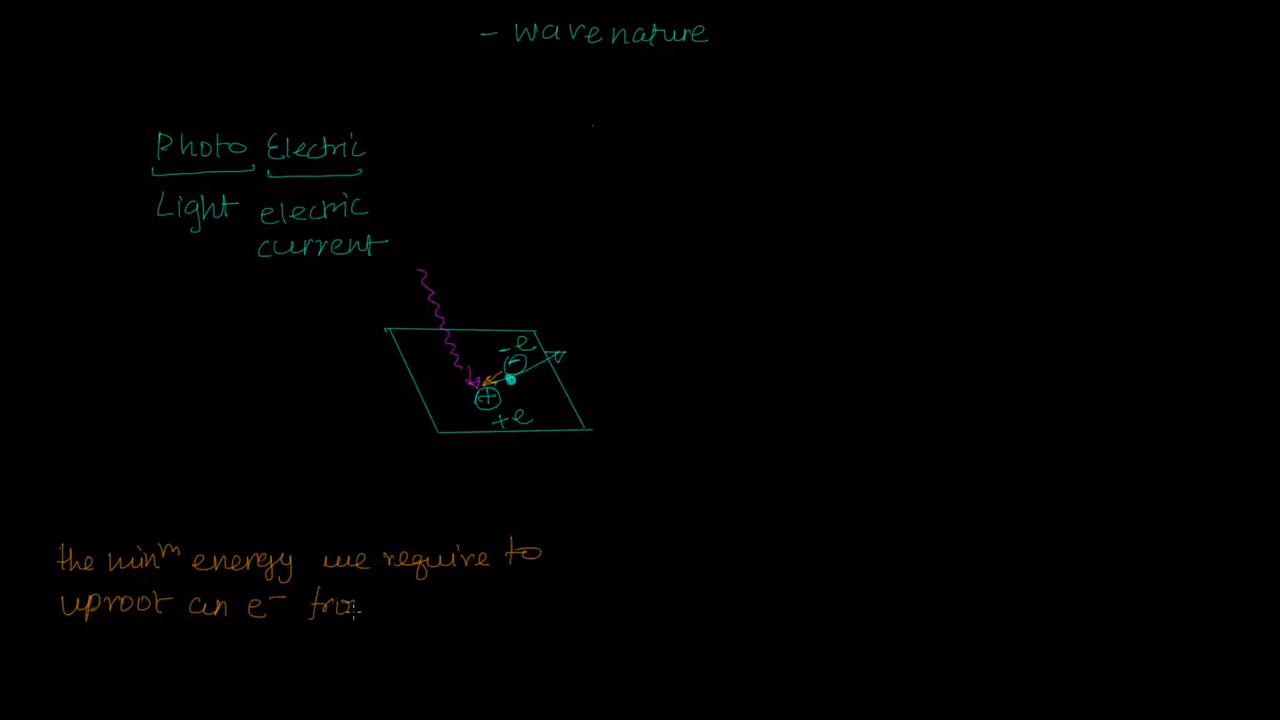 - wave nature
Photo Electric
Light electric
current
-e
+e
the minᵐ energy we require to
uproot an e⁻ fro